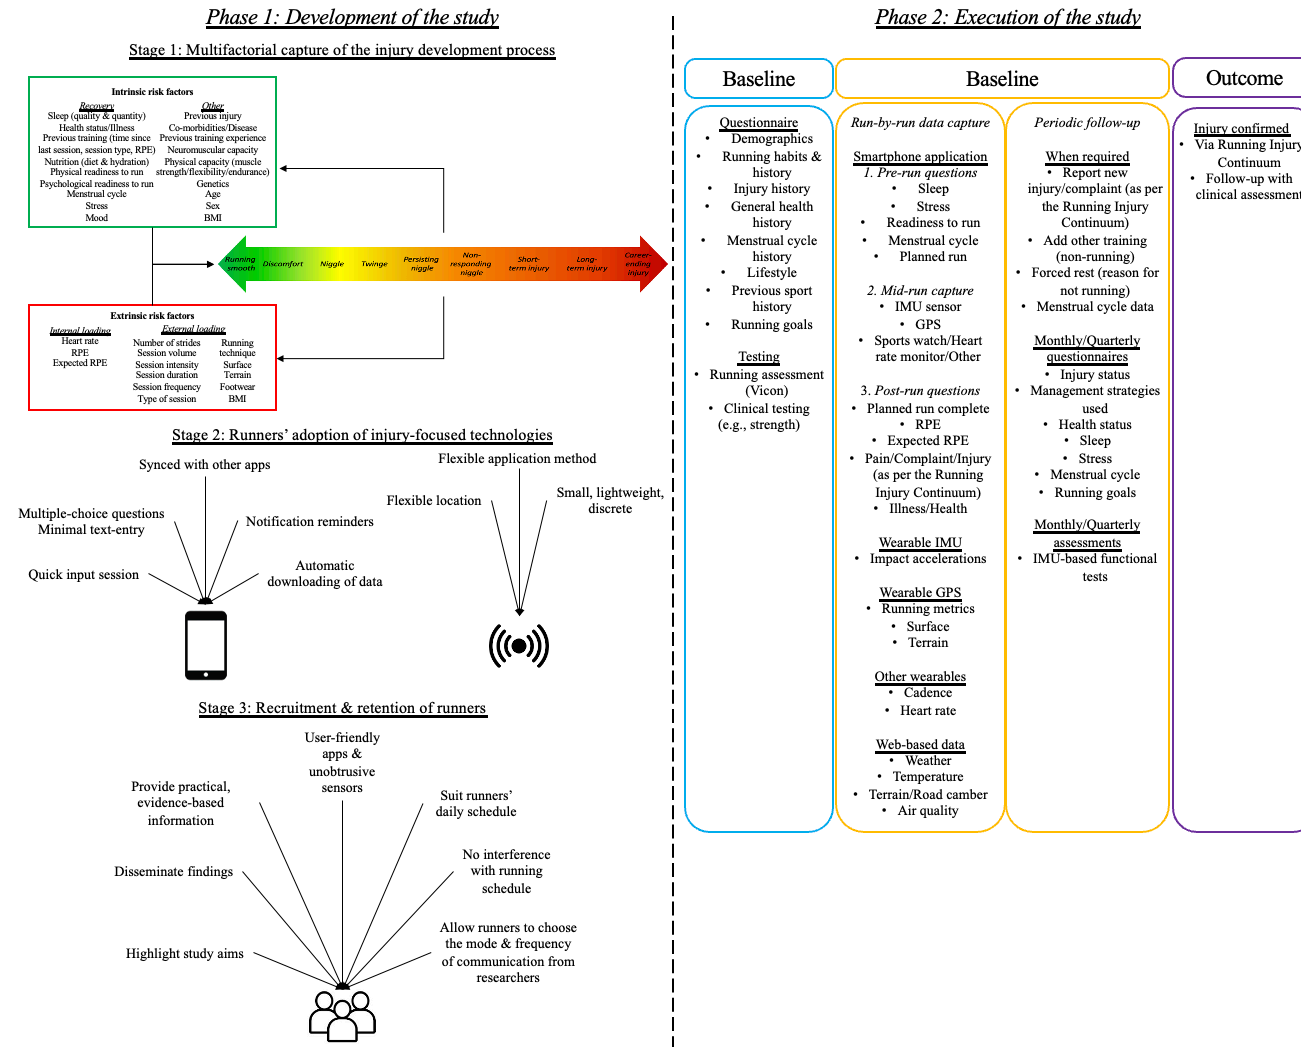 Phase 1: Development of the study
Stage 1: Multifactorial capture of the injury development process
Intrinsic risk factors
Recovery
Sleep (quality & quantity)
Health status/Illness
Previous training (time since
last session, session type, RPE)
Nutrition (diet & hydration)
Physical readiness to run
Psychological readiness to run
Menstrual cycle
Stress
Mood
Other
Previous injury
Co-morbidities/Disease
Previous training experience
Neuromuscular capacity
Physical capacity (muscle
strength/flexibility/endurance)
Genetics
Age
Sex
BMI
Running
smooth
Discomfort
Niggle
Twinge
Persisting
niggle
Non-
responding
niggle
Short-
term injury
Long-
term injury
Career-
ending
injury
Extrinsic risk factors
Internal loading
Heart rate
RPE
Expected RPE
External loading
Number of strides
Session volume
Session intensity
Session duration
Session frequency
Type of session
Running
technique
Surface
Terrain
Footwear
BMI
Stage 2: Runners’ adoption of injury-focused technologies
Synced with other apps
Multiple-choice questions
Minimal text-entry
Notification reminders
Quick input session
Automatic
downloading of data
Flexible application method
Flexible location
Small, lightweight,
discrete
Stage 3: Recruitment & retention of runners
User-friendly
apps &
unobtrusive
sensors
Provide practical,
evidence-based
information
Suit runners’
daily schedule
Disseminate findings
No interference
with running
schedule
Highlight study aims
Allow runners to choose
the mode & frequency
of communication from
researchers
Phase 2: Execution of the study
Baseline
Questionnaire
• Demographics
• Running habits &
history
• Injury history
• General health
history
• Menstrual cycle
history
• Lifestyle
• Previous sport
history
• Running goals
Testing
• Running assessment
(Vicon)
• Clinical testing
(e.g., strength)
Baseline
Run-by-run data capture
Smartphone application
1. Pre-run questions
• Sleep
• Stress
• Readiness to run
• Menstrual cycle
• Planned run
2. Mid-run capture
• IMU sensor
• GPS
• Sports watch/Heart
rate monitor/Other
3. Post-run questions
• Planned run complete
• RPE
• Expected RPE
• Pain/Complaint/Injury
(as per the Running
Injury Continuum)
• Illness/Health
Wearable IMU
• Impact accelerations
Wearable GPS
• Running metrics
• Surface
• Terrain
Other wearables
• Cadence
• Heart rate
Web-based data
• Weather
• Temperature
• Terrain/Road camber
• Air quality
Periodic follow-up
When required
• Report new
injury/complaint (as per
the Running Injury
Continuum)
• Add other training
(non-running)
• Forced rest (reason for
not running)
• Menstrual cycle data
Monthly/Quarterly
questionnaires
• Injury status
• Management strategies
used
• Health status
• Sleep
• Stress
• Menstrual cycle
• Running goals
Monthly/Quarterly
assessments
• IMU-based functional
tests
Outcome
Injury confirmed
• Via Running Injury
Continuum
• Follow-up with
clinical assessment